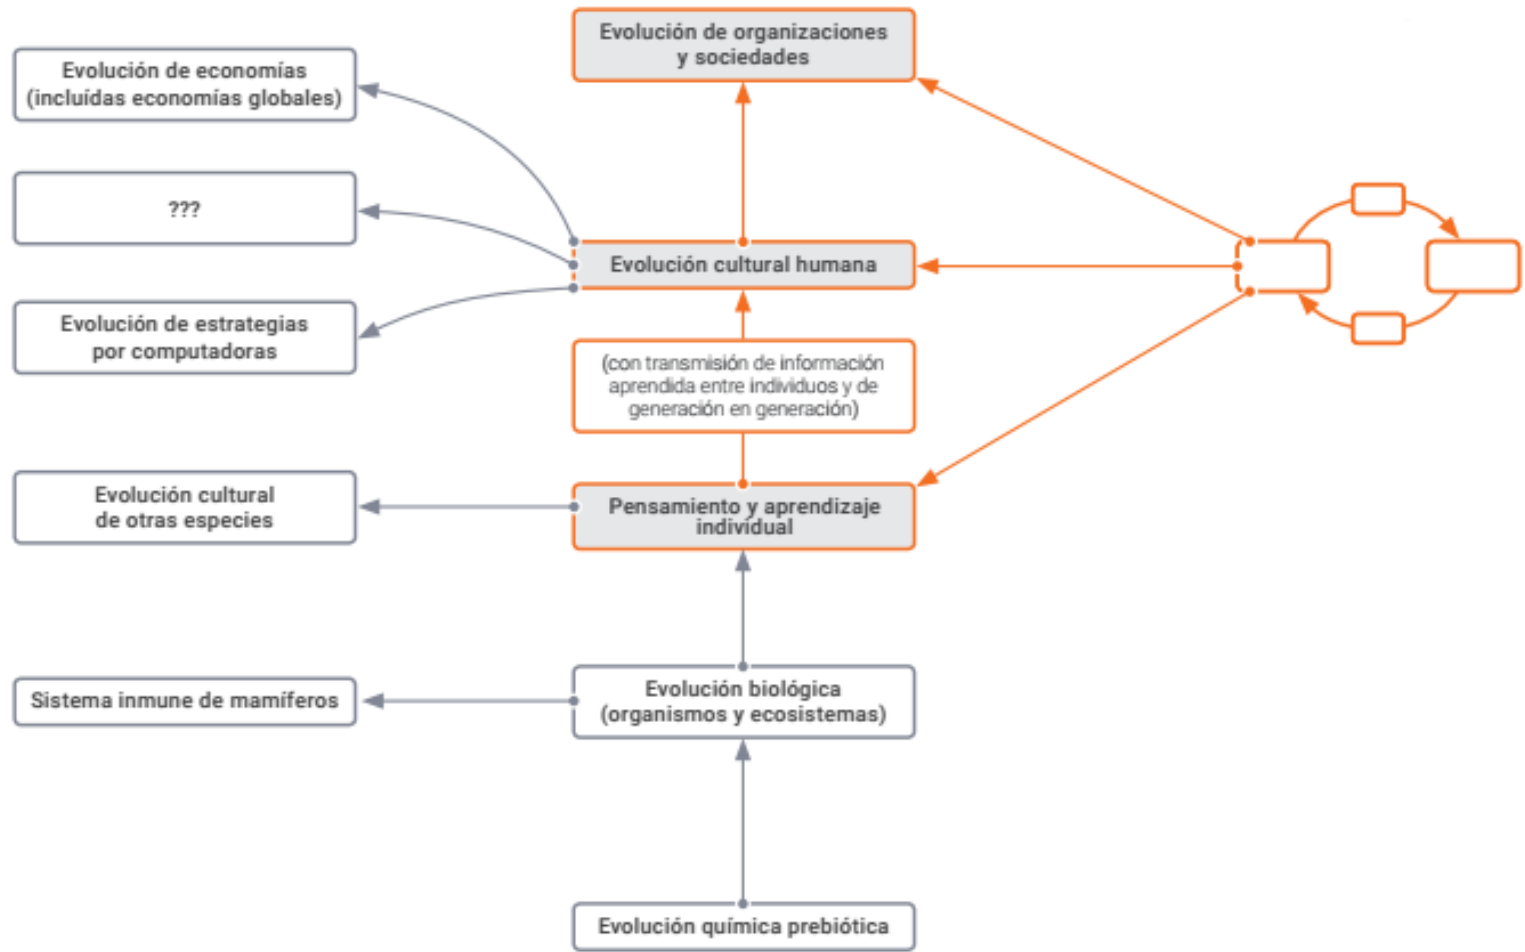 Evolución de organizaciones
y sociedades
Evolución de economías
(incluídas economías globales)
???
Evolución cultural humana
Evolución de estrategias
por computadoras
(con transmisión de información
aprendida entre individuos y de
generación en generación)
Evolución cultural
de otras especies
Pensamiento y aprendizaje
individual
Sistema inmune de mamíferos
Evolución biológica
(organismos y ecosistemas)
Evolución química prebiótica